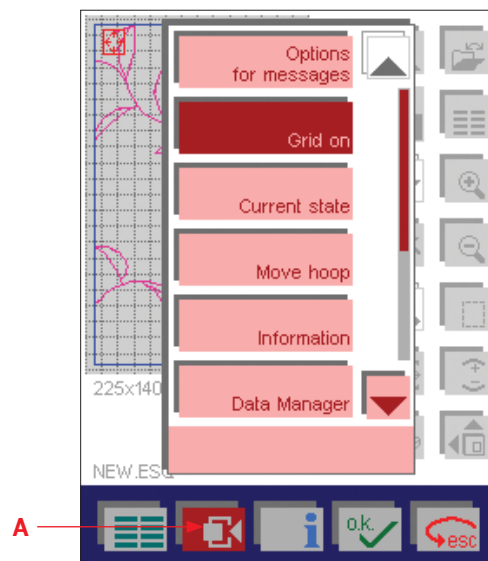 Options
for messages
Grid on
Current state
Move hoop
Information
Data Manager
225x140
NEW.ESQ
A
i
o.k.
esc